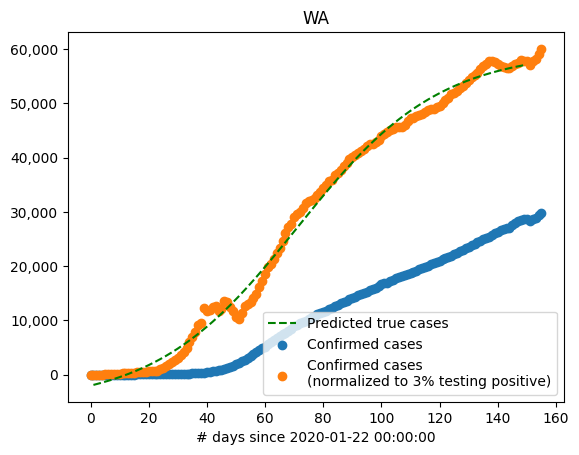 WA
60,000
50,000
40,000
30,000
20,000
10,000
0
Predicted true cases
Confirmed cases
Confirmed cases
(normalized to 3% testing positive)
0 20 40 60 80 100 120 140 160
# days since 2020-01-22 00:00:00